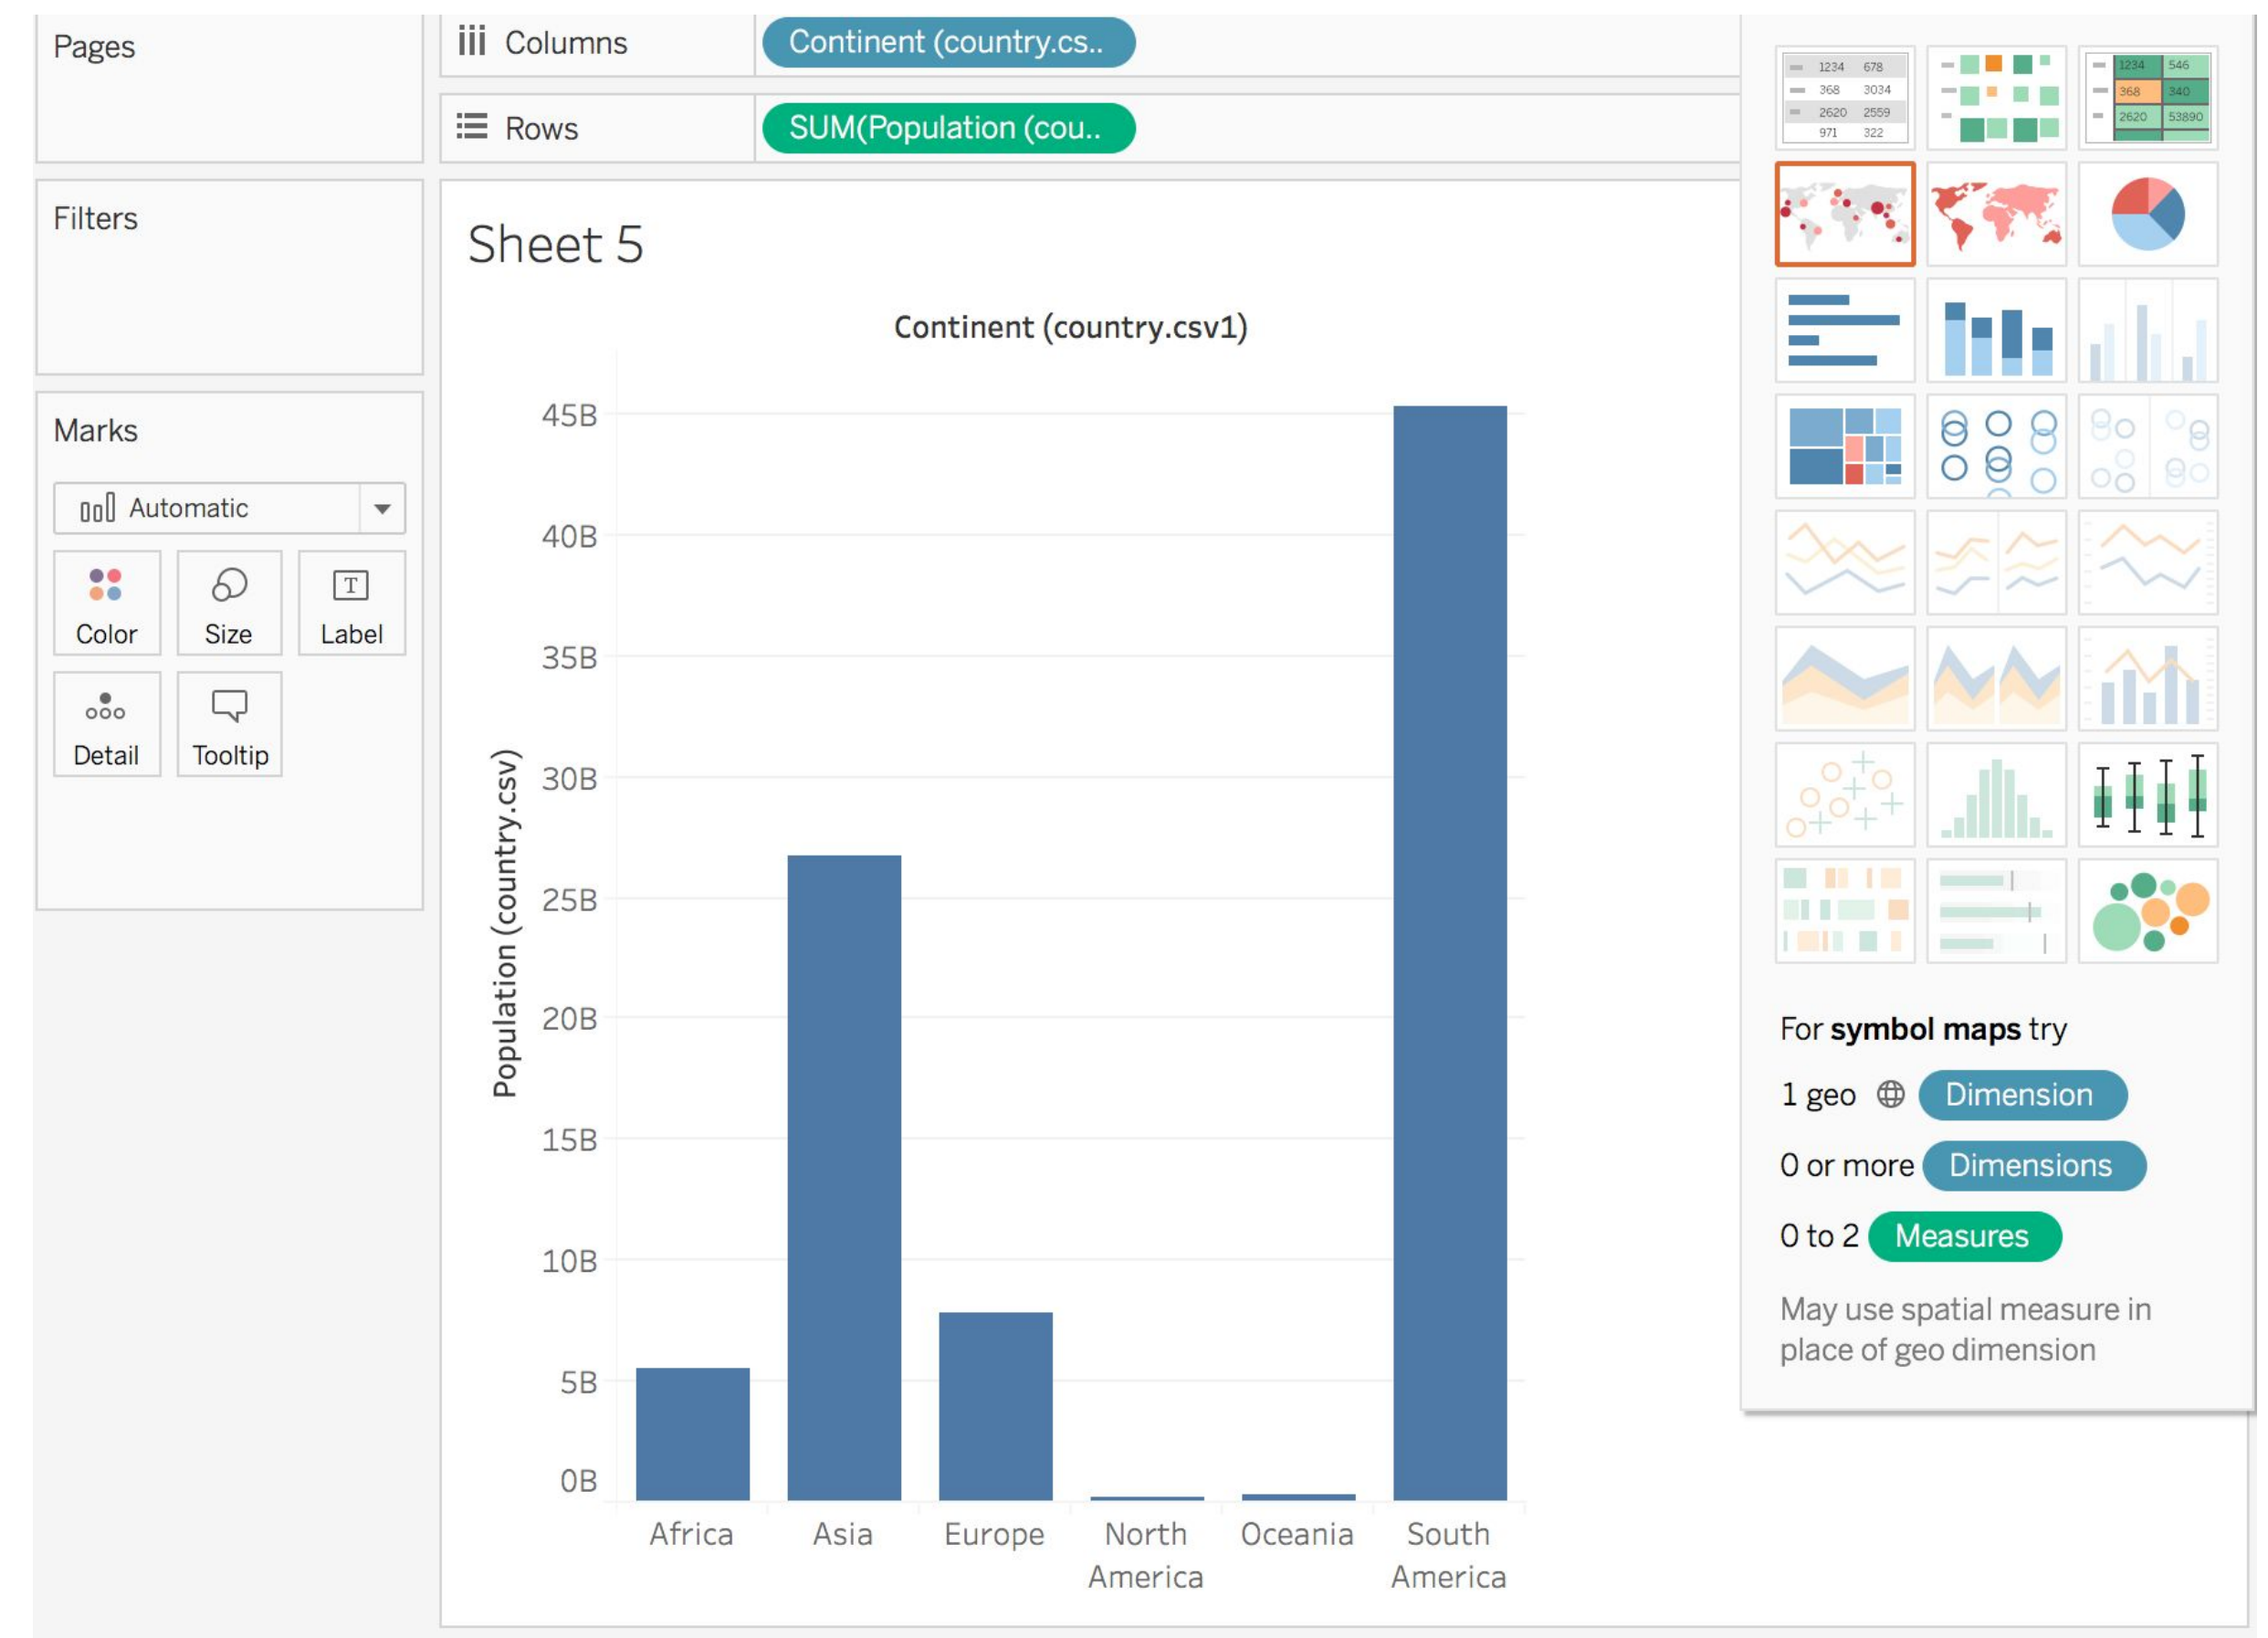 Pages
Columns
Continent (country.cs..
Rows
SUM(Population (cou..
Filters
Marks
Automatic
Color
Size
Label
Detail
Tooltip
Sheet 5
Continent (country.csv1)
Population (country.csv)
45B
40B
35B
30B
25B
20B
15B
10B
5B
0B
Africa
Asia
Europe
North
America
Oceania
South
America
1234 678
368 3034
2620 2559
971 322
1234 546
368 340
2620 53890
For symbol maps try
1 geo Dimension
0 or more Dimensions
0 to 2 Measures
May use spatial measure in
place of geo dimension